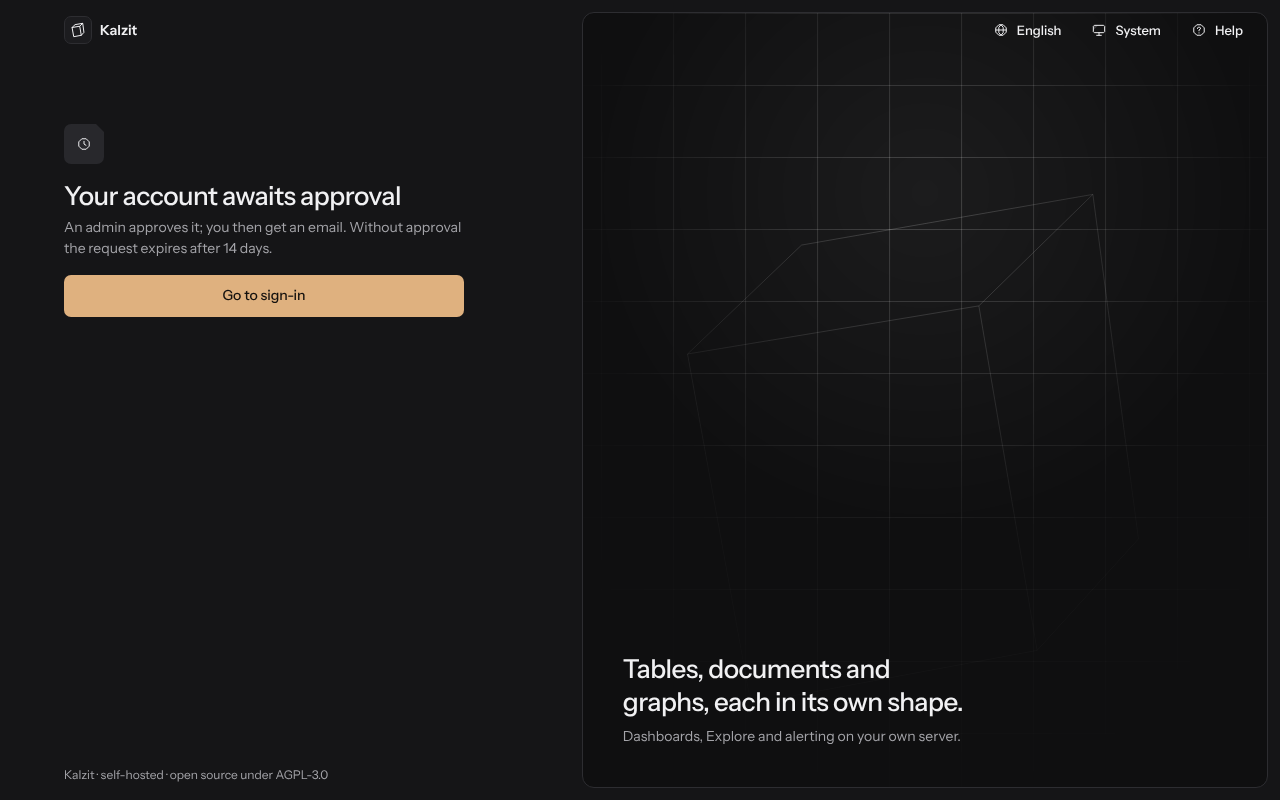 Kalzit
English
System
Help
Your account awaits approval
An admin approves it; you then get an email. Without approval
the request expires after 14 days.
Go to sign-in
Tables, documents and
graphs, each in its own shape.
Dashboards, Explore and alerting on your own server.
Kalzit · self-hosted · open source under AGPL-3.0